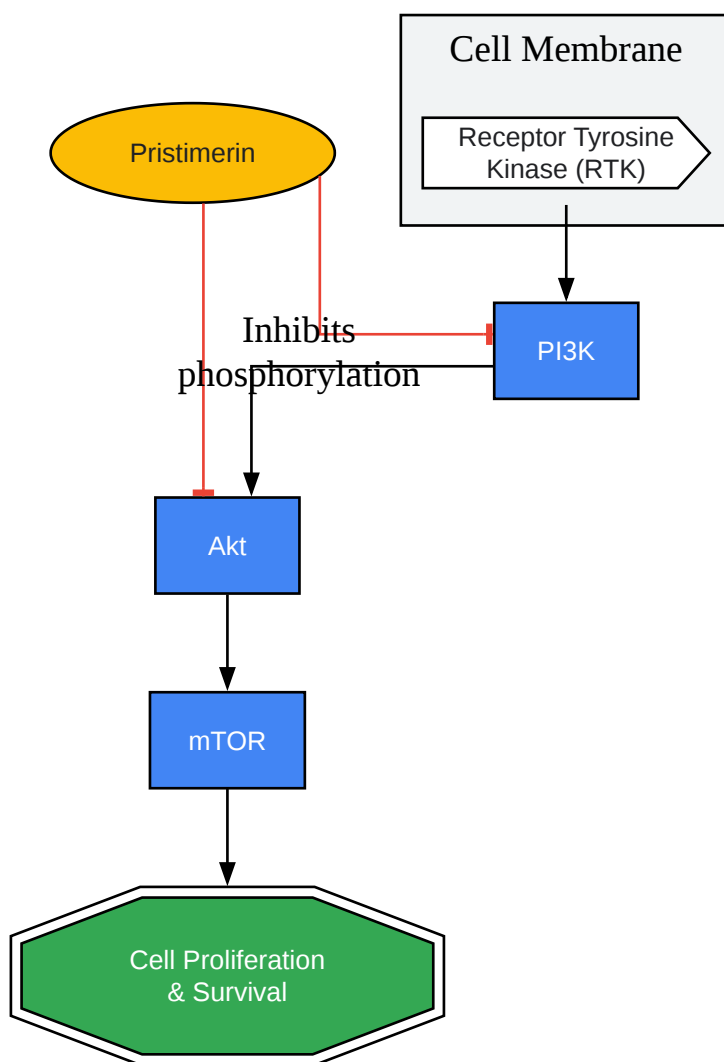 Cell Membrane
Receptor Tyrosine
Kinase (RTK)
Pristimerin
Inhibits
phosphorylation
PI3K
Akt
mTOR
Cell Proliferation
& Survival